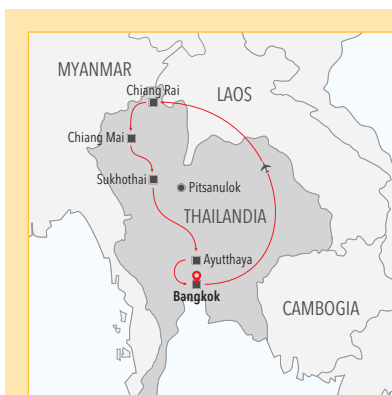 MYANMAR
Chiang Rai
LAOS
Chiang Mai
Sukhothai
Pitsanulok
THAILANDIA
Ayutthaya
Bangkok
CAMBOGIA